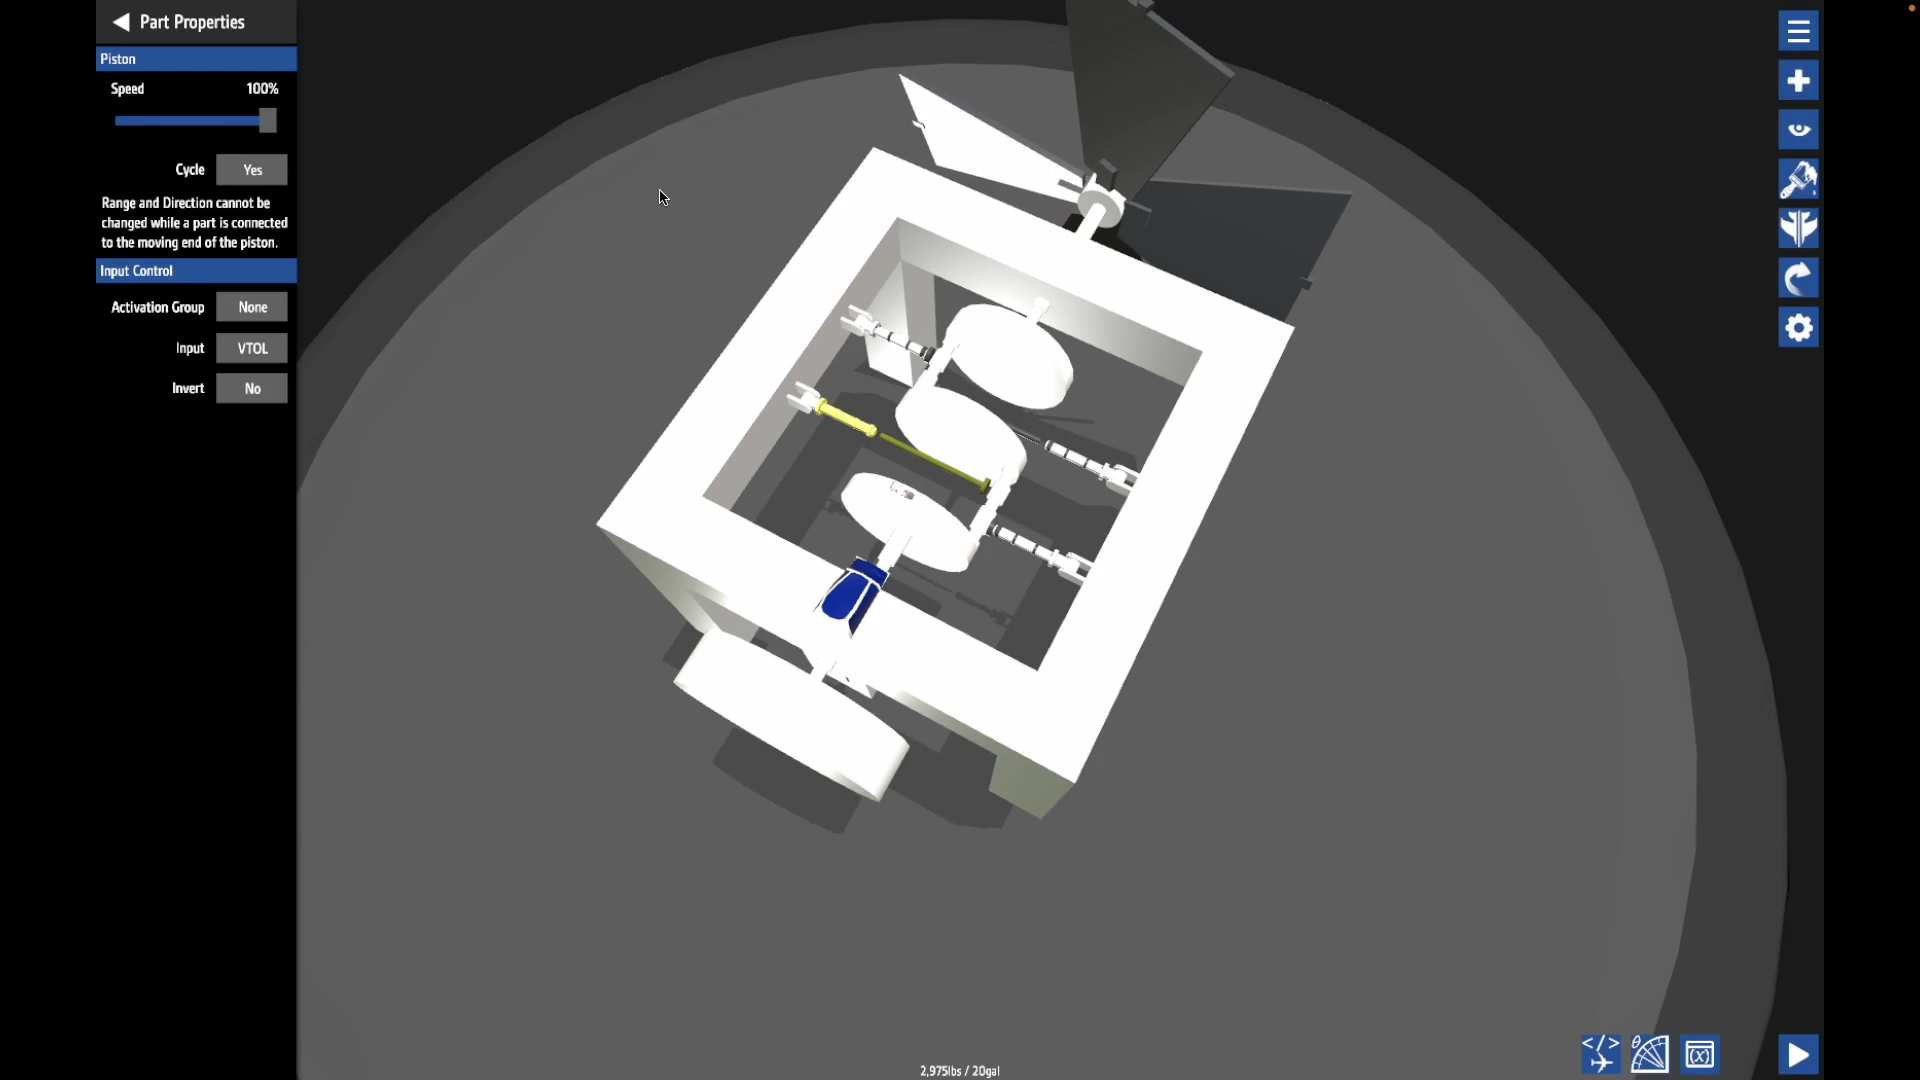 Part Properties
Piston
Speed 100%
Cycle Yes
Range and Direction cannot be
changed while a part is connected
to the moving end of the piston.
Input Control
Activation Group None
Input VTOL
Invert No
</> θ (x)
2,975lbs / 20gal